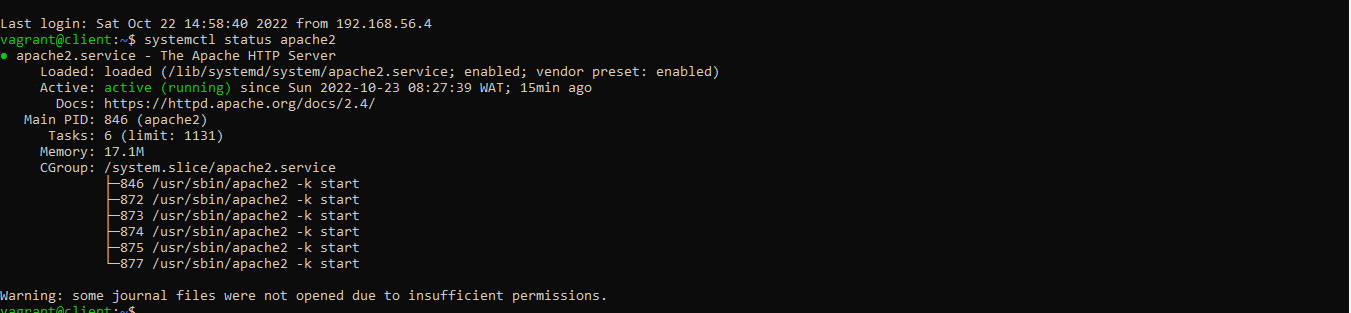 Last login: Sat Oct 22 14:58:40 2022 from 192.168.56.4
vagrant@client:~$ systemctl status apache2
● apache2.service - The Apache HTTP Server
     Loaded: loaded (/lib/systemd/system/apache2.service; enabled; vendor preset: enabled)
     Active: active (running) since Sun 2022-10-23 08:27:39 WAT; 15min ago
       Docs: https://httpd.apache.org/docs/2.4/
   Main PID: 846 (apache2)
      Tasks: 6 (limit: 1131)
     Memory: 17.1M
     CGroup: /system.slice/apache2.service
             ├─846 /usr/sbin/apache2 -k start
             ├─872 /usr/sbin/apache2 -k start
             ├─873 /usr/sbin/apache2 -k start
             ├─874 /usr/sbin/apache2 -k start
             ├─875 /usr/sbin/apache2 -k start
             └─877 /usr/sbin/apache2 -k start
Warning: some journal files were not opened due to insufficient permissions.
vagrant@client:~$